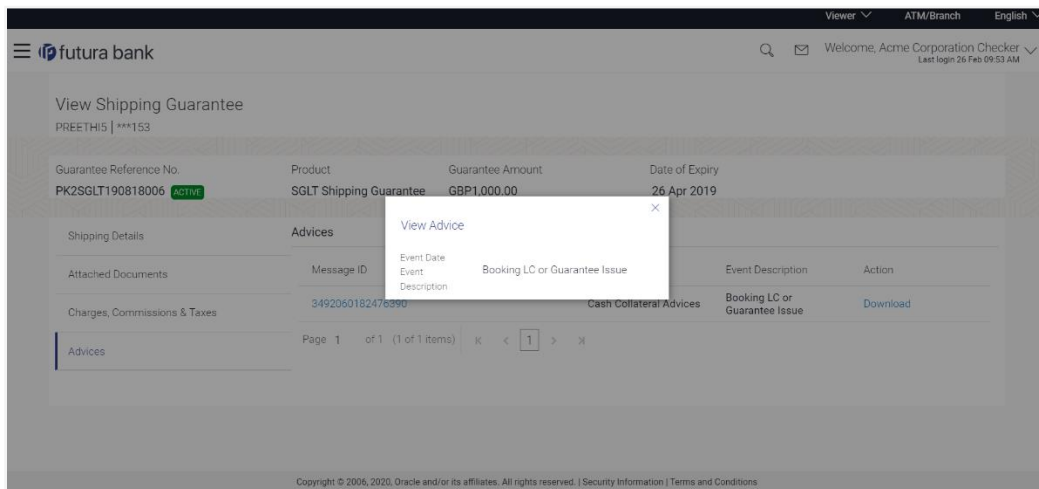 Viewer ATM/Branch English
futura bank
Welcome, Acme Corporation Checker
Last login 26 Feb 09:53 AM
View Shipping Guarantee
PREETHI5 | ***153
Guarantee Reference No. Product Guarantee Amount Date of Expiry
PK2SGLT190818006 ACTIVE SGLT Shipping Guarantee GBP1,000.00 26 Apr 2019
Shipping Details
Attached Documents
Charges, Commissions & Taxes
Advices
Advices
Message ID Event Description Action
3492060182476390 Cash Collateral Advices Booking LC or Guarantee Issue Download
Page 1 of 1 (1 of 1 items) 1
View Advice
Event Date
Event Description Booking LC or Guarantee Issue
Copyright © 2006, 2020, Oracle and/or its affiliates. All rights reserved. | Security Information | Terms and Conditions